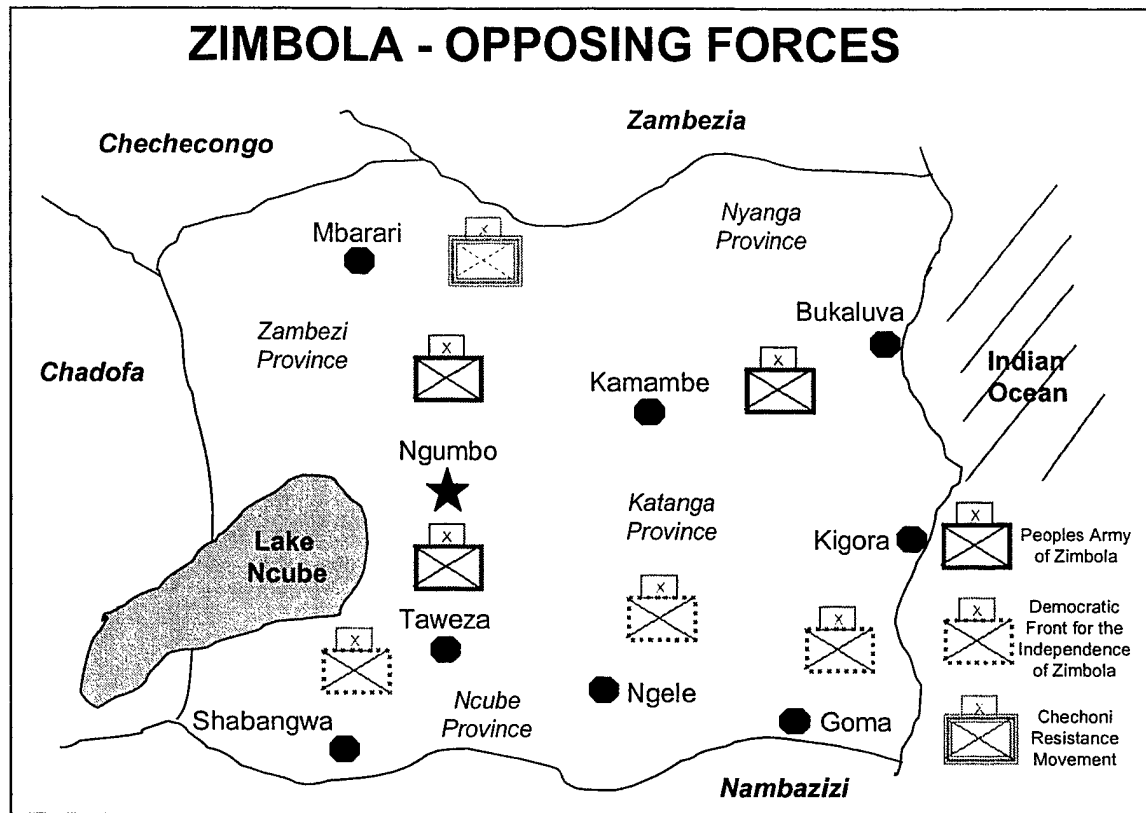 ZIMBOLA - OPPOSING FORCES
Zambezia
Chechecongo
Nyanga
Province
Mbarari
X
Bukaluva
Zambezi
Province
X
X
Chadofa
Kamambe
Indian
Ocean
Ngumbo
Katanga
Province
Kigora
X
Peoples Army
of Zimbola
Lake
Ncube
X
X
Taweza
X
X
X
Democratic
Front for the
Independence
of Zimbola
Ncube
Province
Ngele
Shabangwa
Goma
X
Chechoni
Resistance
Movement
Nambazizi